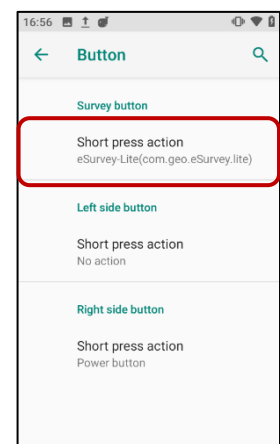 16:56
Button
Survey button
Short press action
eSurvey-Lite(com.geo.eSurvey.lite)
Left side button
Short press action
No action
Right side button
Short press action
Power button